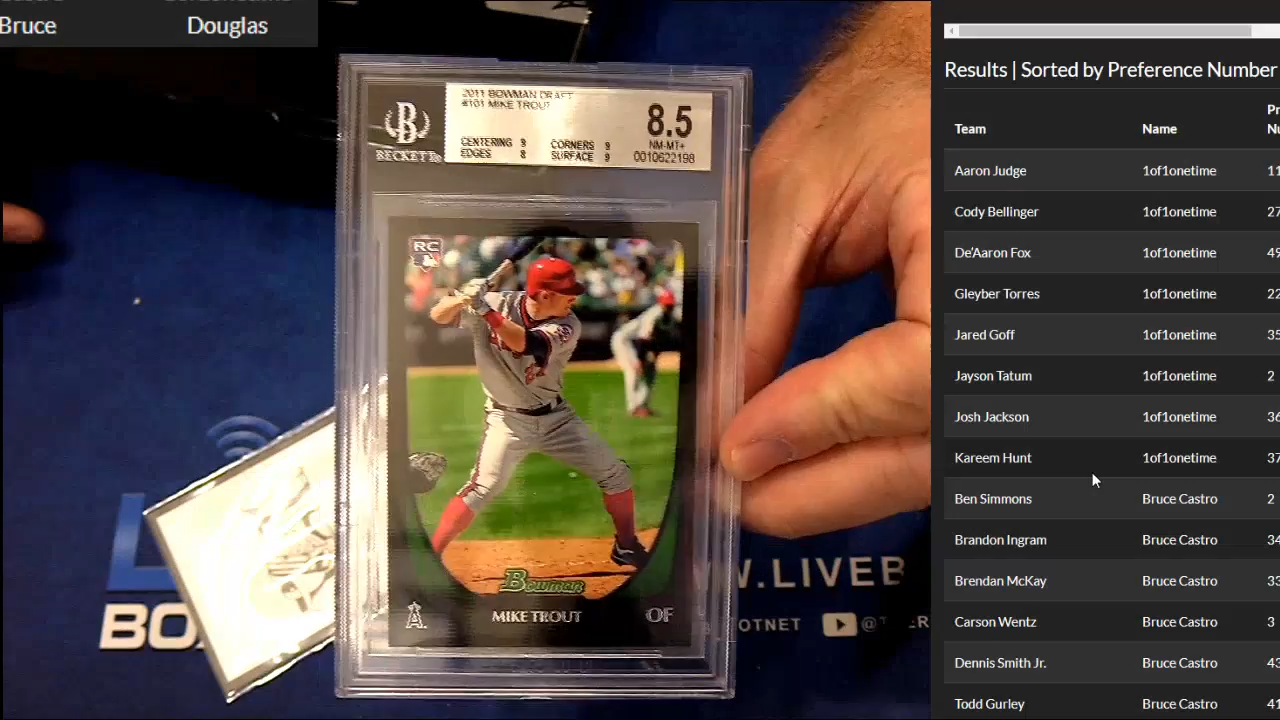 Bruce
Douglas
2011 BOWMAN DRAFT
#101 MIKE TROUT
8.5
NM-MT+
0010622198
CENTERING 9 CORNERS 9
EDGES 8 SURFACE 9
B
BECKETT
RC
Bowman
MIKE TROUT OF
A
BO
W.LIVEB
OTNET
Results | Sorted by Preference Number
Team Name
Aaron Judge 1of1onetime 11
Cody Bellinger 1of1onetime 27
De'Aaron Fox 1of1onetime 49
Gleyber Torres 1of1onetime 22
Jared Goff 1of1onetime 35
Jayson Tatum 1of1onetime 2
Josh Jackson 1of1onetime 36
Kareem Hunt 1of1onetime 37
Ben Simmons Bruce Castro 2
Brandon Ingram Bruce Castro 34
Brendan McKay Bruce Castro 33
Carson Wentz Bruce Castro 3
Dennis Smith Jr. Bruce Castro 43
Todd Gurley Bruce Castro 41